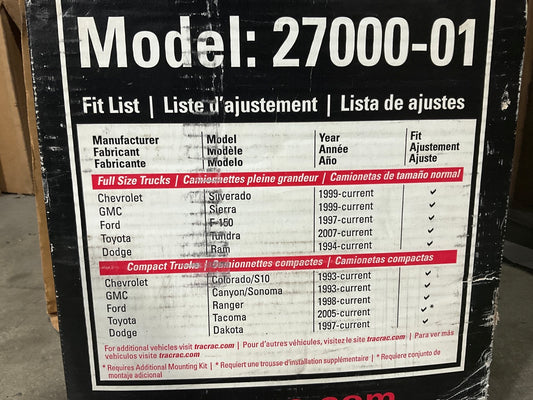 Model: 27000-01
Fit List | Liste d'ajustement | Lista de ajustes
Manufacturer Model Year Fit
Fabricant Modèle Année Ajustement
Fabricante Modelo Año Ajuste
Full Size Trucks | Camionnettes pleine grandeur | Camionetas de tamaño normal
Chevrolet Silverado 1999-current ✓
GMC Sierra 1999-current ✓
Ford F-150 1997-current ✓
Toyota Tundra 2007-current ✓
Dodge Ram 1994-current ✓
Compact Trucks | Camionnettes compactes | Camionetas compactas
Chevrolet Colorado/S10 1993-current ✓
GMC Canyon/Sonoma 1993-current ✓
Ford Ranger 1998-current ✓
Toyota Tacoma 2005-current ✓*
Dodge Dakota 1997-current ✓
For additional vehicles visit tracrac.com | Pour d'autres véhicules, visitez le site tracrac.com | Para ver más
vehículos visite tracrac.com
* Requires Additional Mounting Kit | * Requiert une trousse d'installation supplémentaire | * Requiere conjunto de
montaje adicional
.com